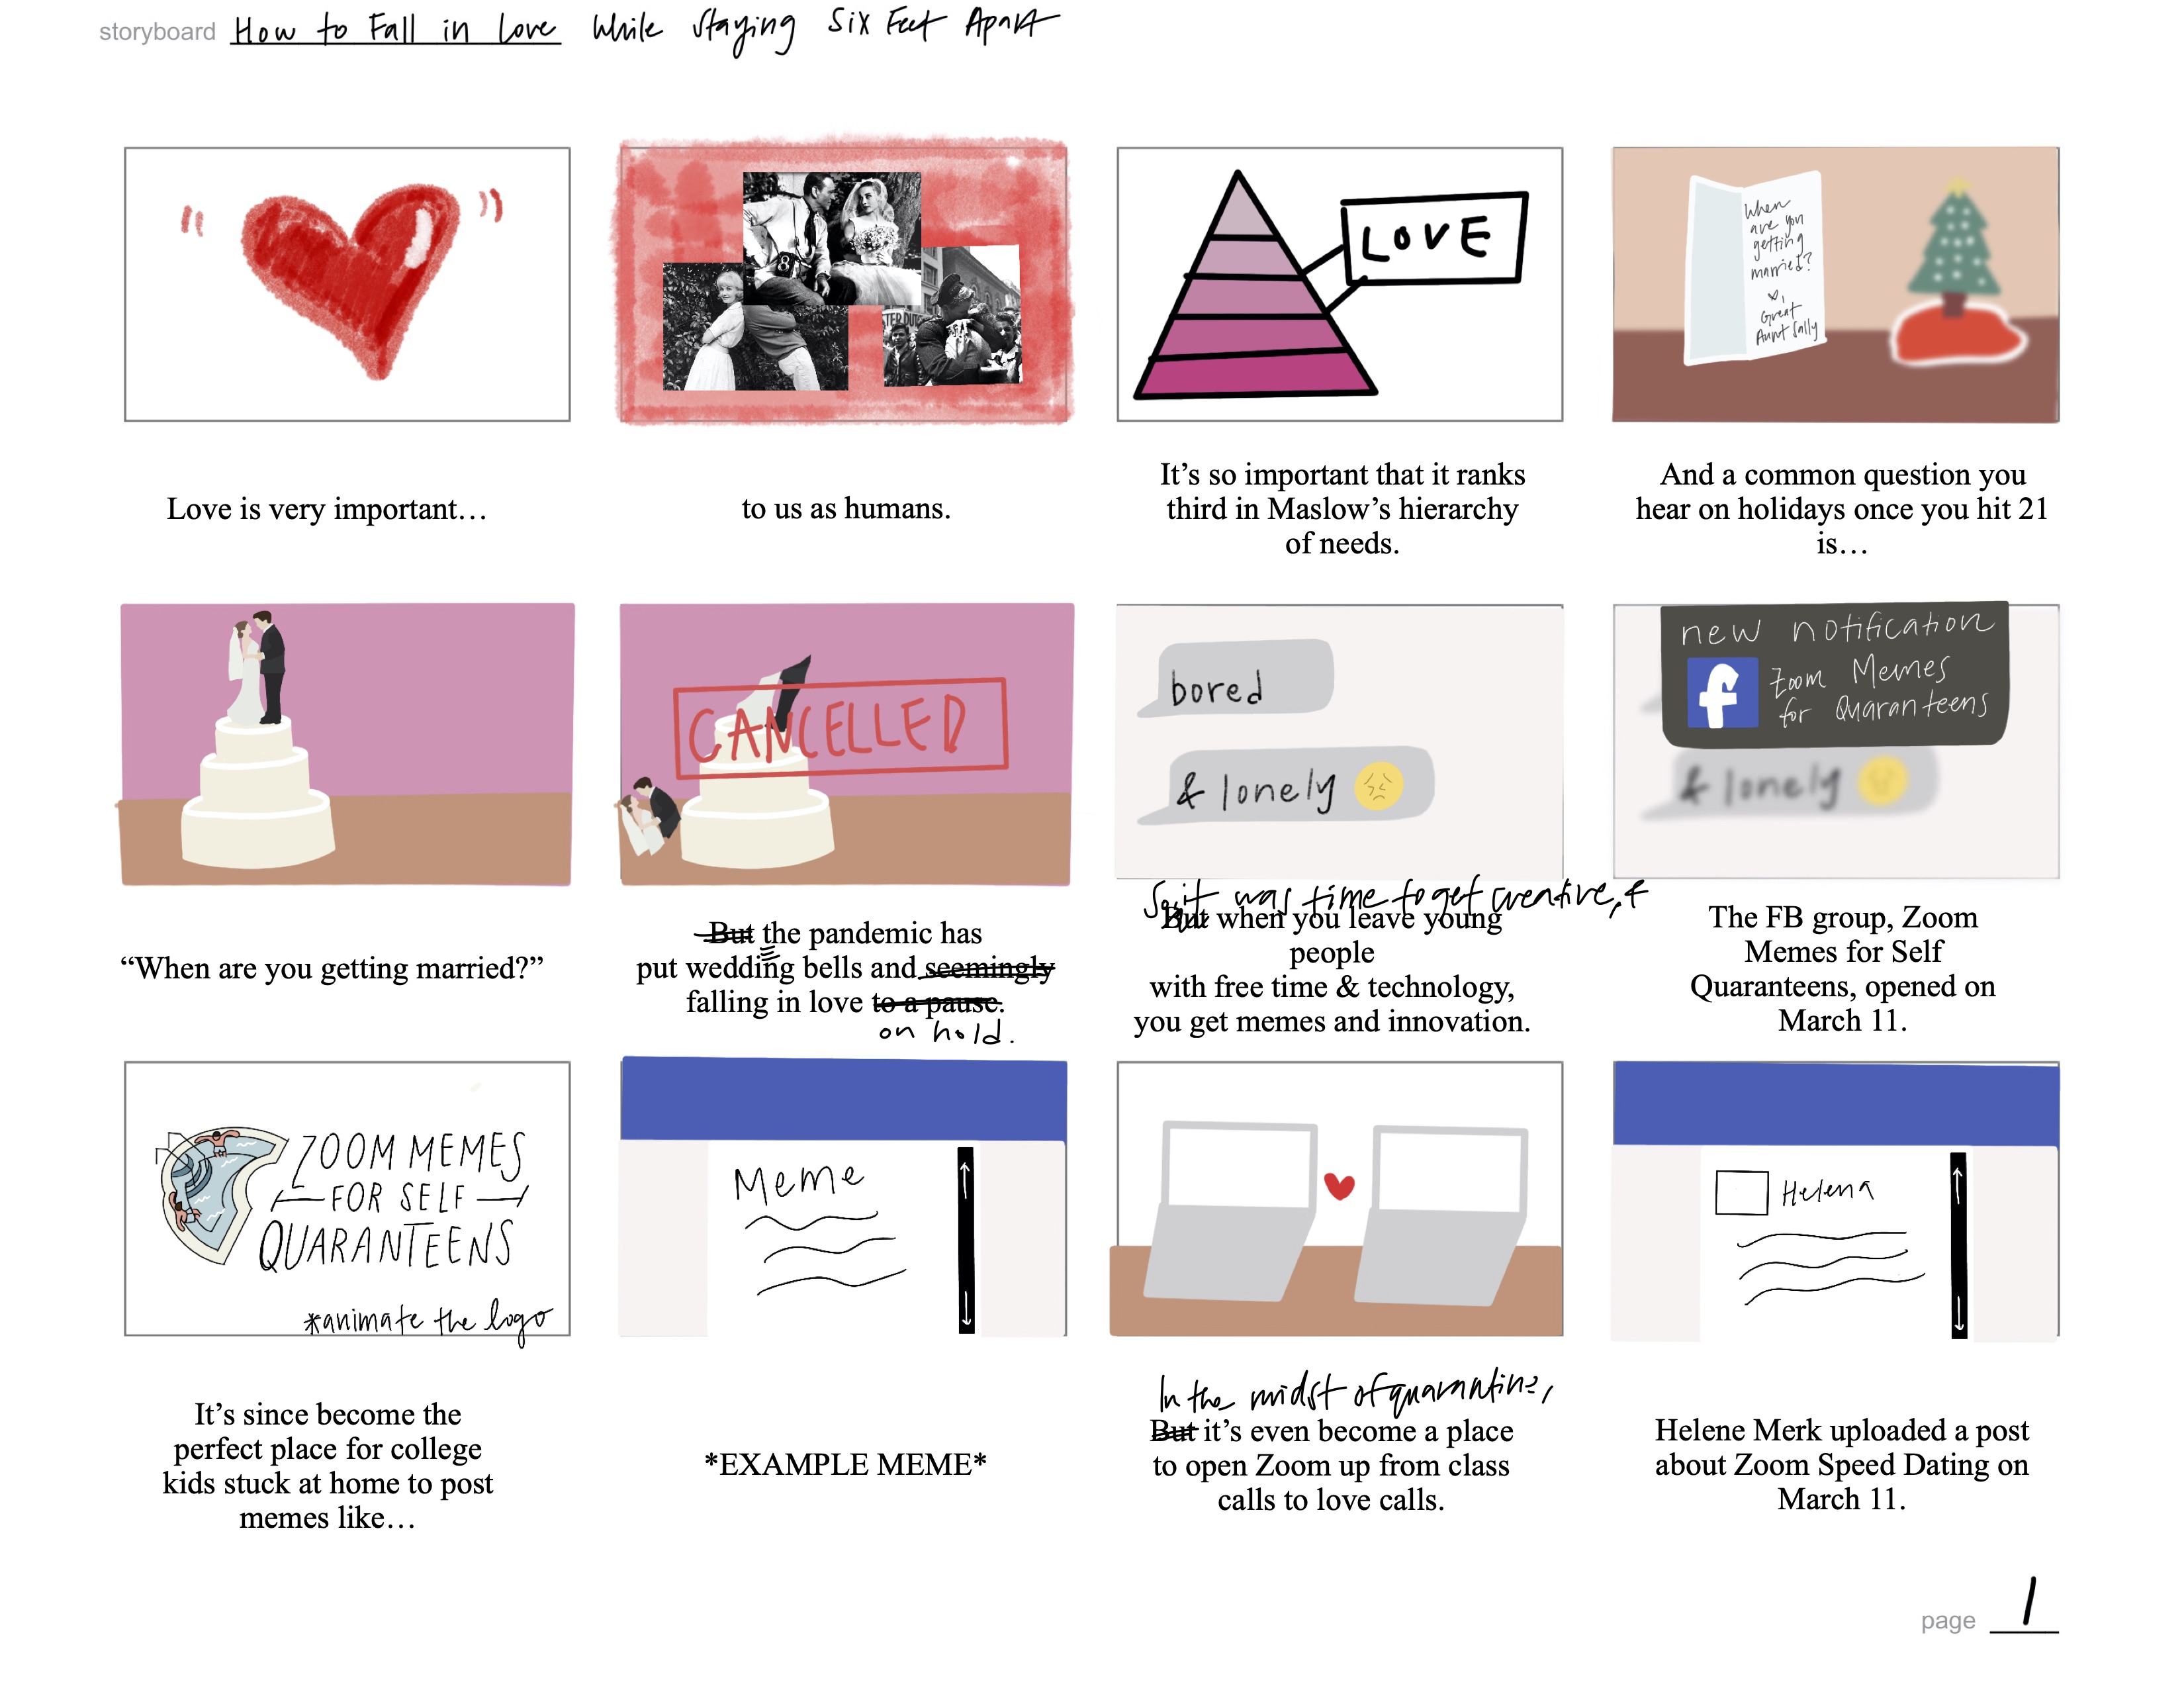 storyboard How to Fall in Love While Staying Six Feet Apart
8
STER DUT
LOVE
When
are you
getting
married?
♡,
Great
Aunt Sally
Love is very important…
to us as humans.
It’s so important that it ranks
third in Maslow’s hierarchy
of needs.
And a common question you
hear on holidays once you hit 21
is…
CANCELLED
bored
& lonely
new notification
f Zoom Memes
for Quaranteens
& lonely
“When are you getting married?”
But the pandemic has
put wedding bells and seemingly
falling in love to a pause.
on hold.
So it was time to get creative, &
But when you leave young
people
with free time & technology,
you get memes and innovation.
The FB group, Zoom
Memes for Self
Quaranteens, opened on
March 11.
ZOOM MEMES
FOR SELF
QUARANTEENS
*animate the logo
Meme
Helena
It’s since become the
perfect place for college
kids stuck at home to post
memes like…
*EXAMPLE MEME*
In the midst of quarantine,
But it’s even become a place
to open Zoom up from class
calls to love calls.
Helene Merk uploaded a post
about Zoom Speed Dating on
March 11.
page 1